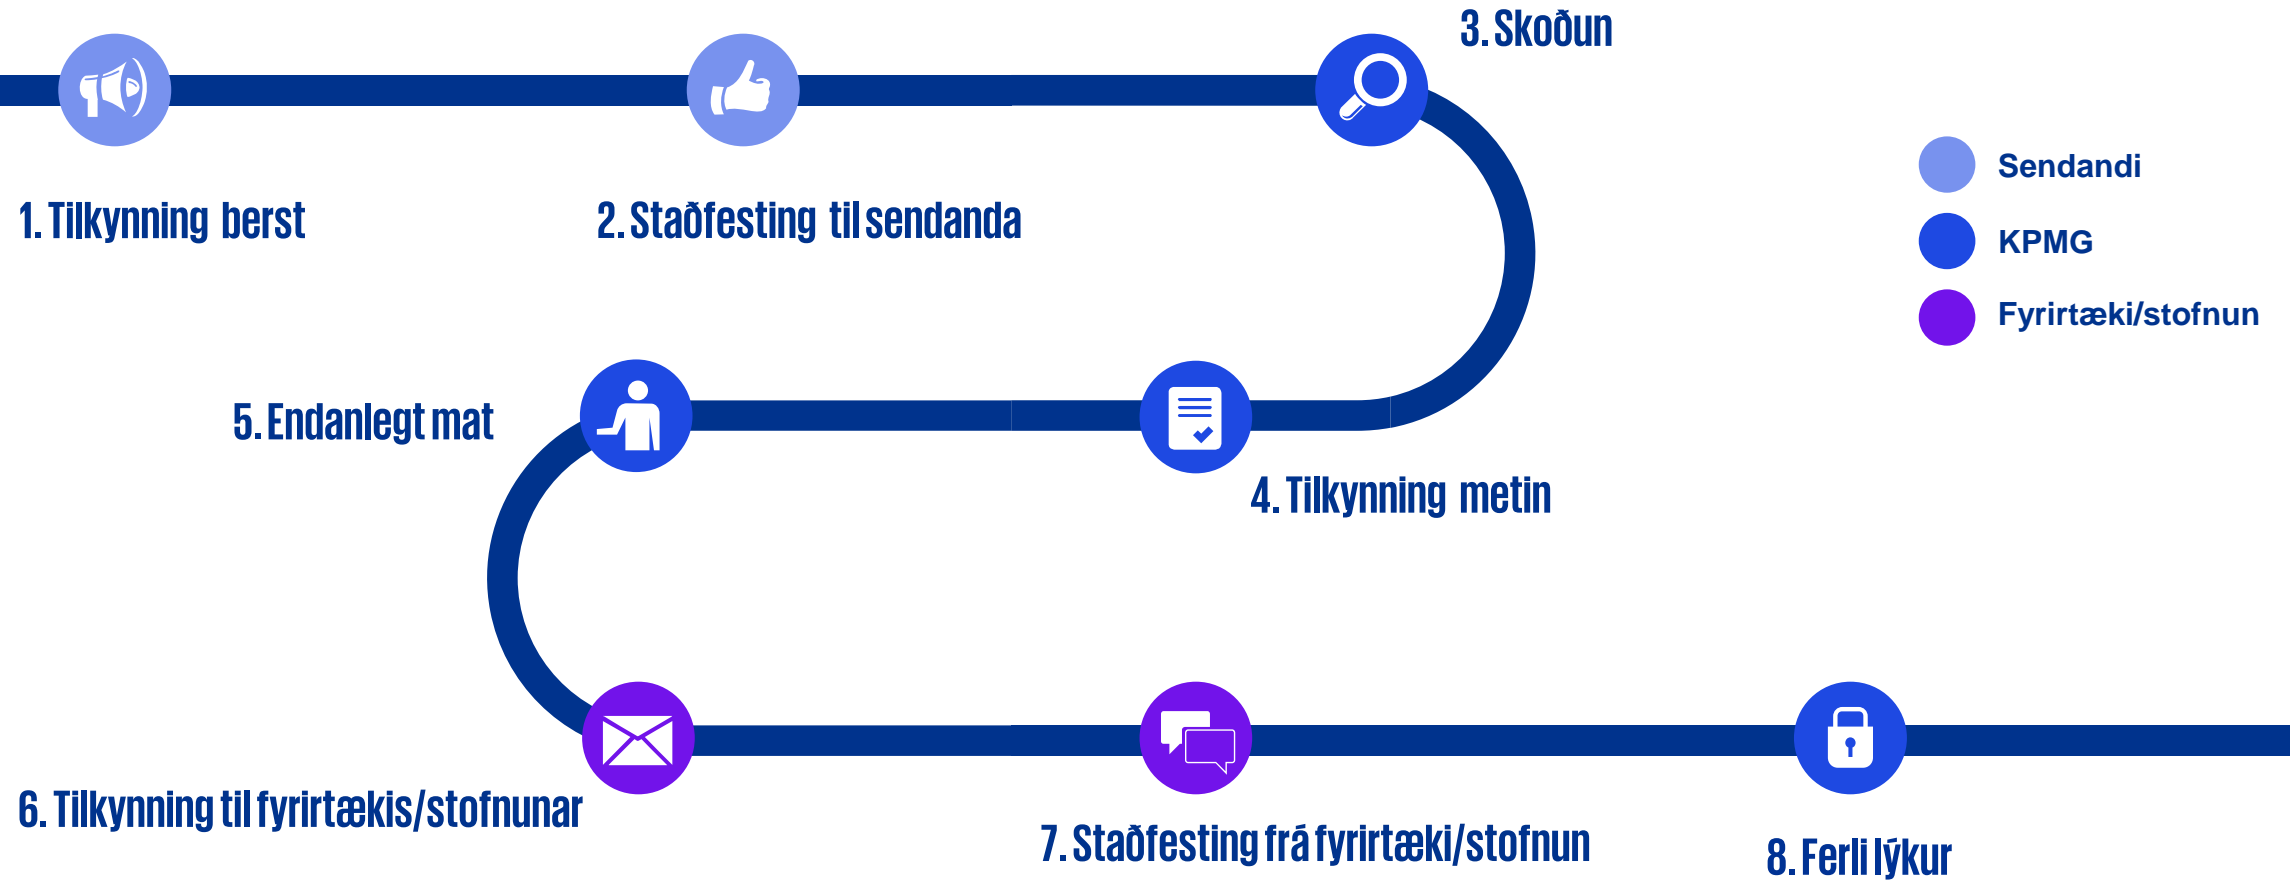 1. Tilkynning berst
2. Staðfesting til sendanda
3. Skoðun
Sendandi
KPMG
Fyrirtæki/stofnun
4. Tilkynning metin
5. Endanlegt mat
6. Tilkynning til fyrirtækis/stofnunar
7. Staðfesting frá fyrirtæki/stofnun
8. Ferli lýkur